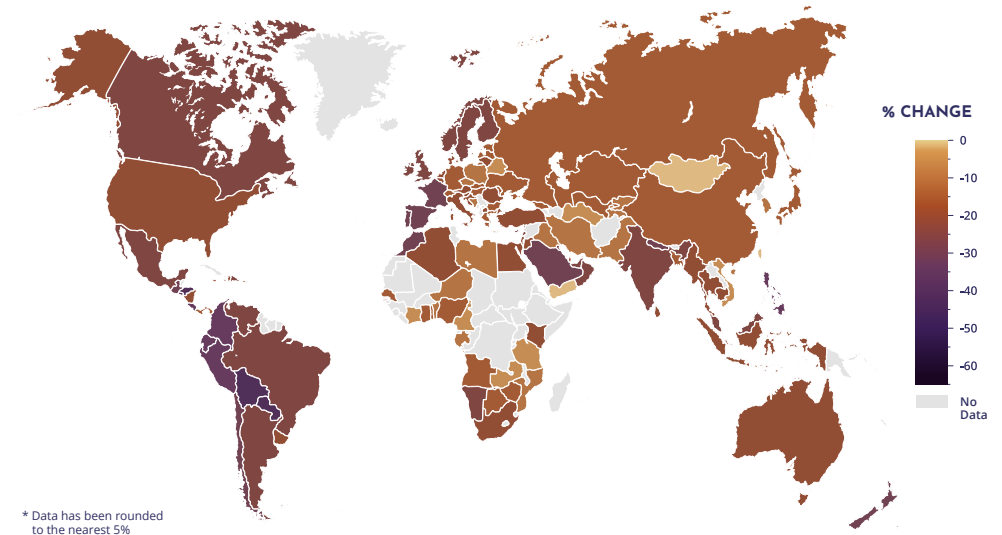 % CHANGE
0
-10
-20
-30
-40
-50
-60
No
Data
* Data has been rounded
to the nearest 5%